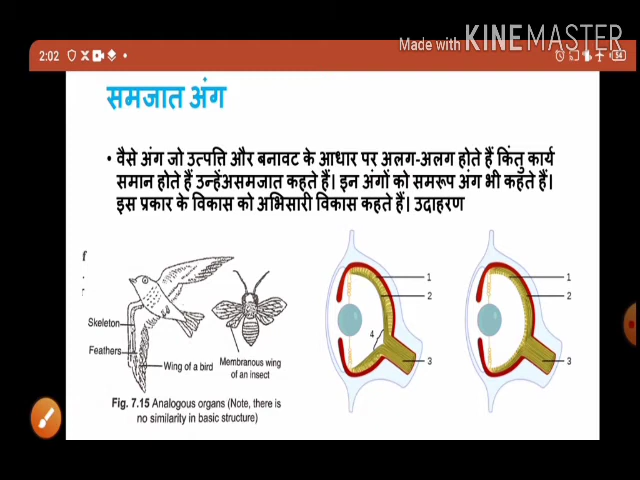 Made with KINEMASTER
2:02
54
समजात अंग
• वैसे अंग जो उत्पत्ति और बनावट के आधार पर अलग-अलग होते हैं किंतु कार्य
समान होते हैं उन्हेंअसमजात कहते हैं। इन अंगों को समरूप अंग भी कहते हैं।
इस प्रकार के विकास को अभिसारी विकास कहते हैं। उदाहरण
f
Skeleton
Feathers
Wing of a bird
Membranous wing
of an insect
Fig. 7.15 Analogous organs (Note, there is
no similarity in basic structure)
1
2
4
3
1
2
3